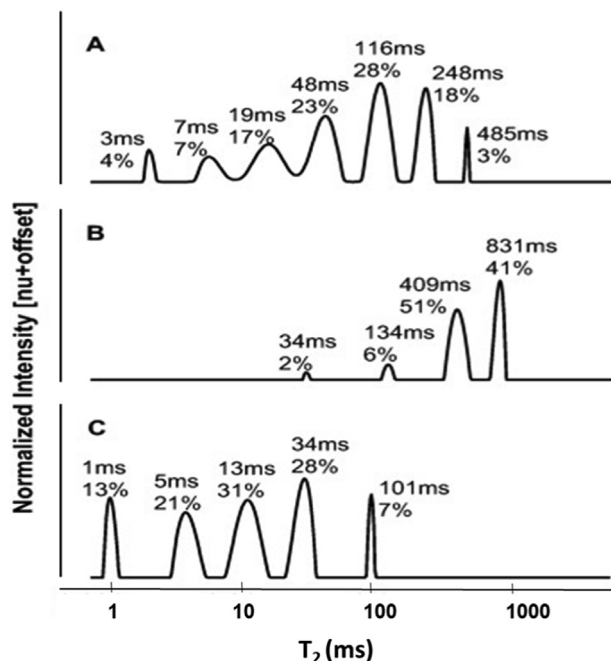 Normalized Intensity [nu+offset]
A
3ms
4%
7ms
7%
19ms
17%
48ms
23%
116ms
28%
248ms
18%
485ms
3%
B
34ms
2%
134ms
6%
409ms
51%
831ms
41%
C
1ms
13%
5ms
21%
13ms
31%
34ms
28%
101ms
7%
1 10 100 1000
T₂ (ms)